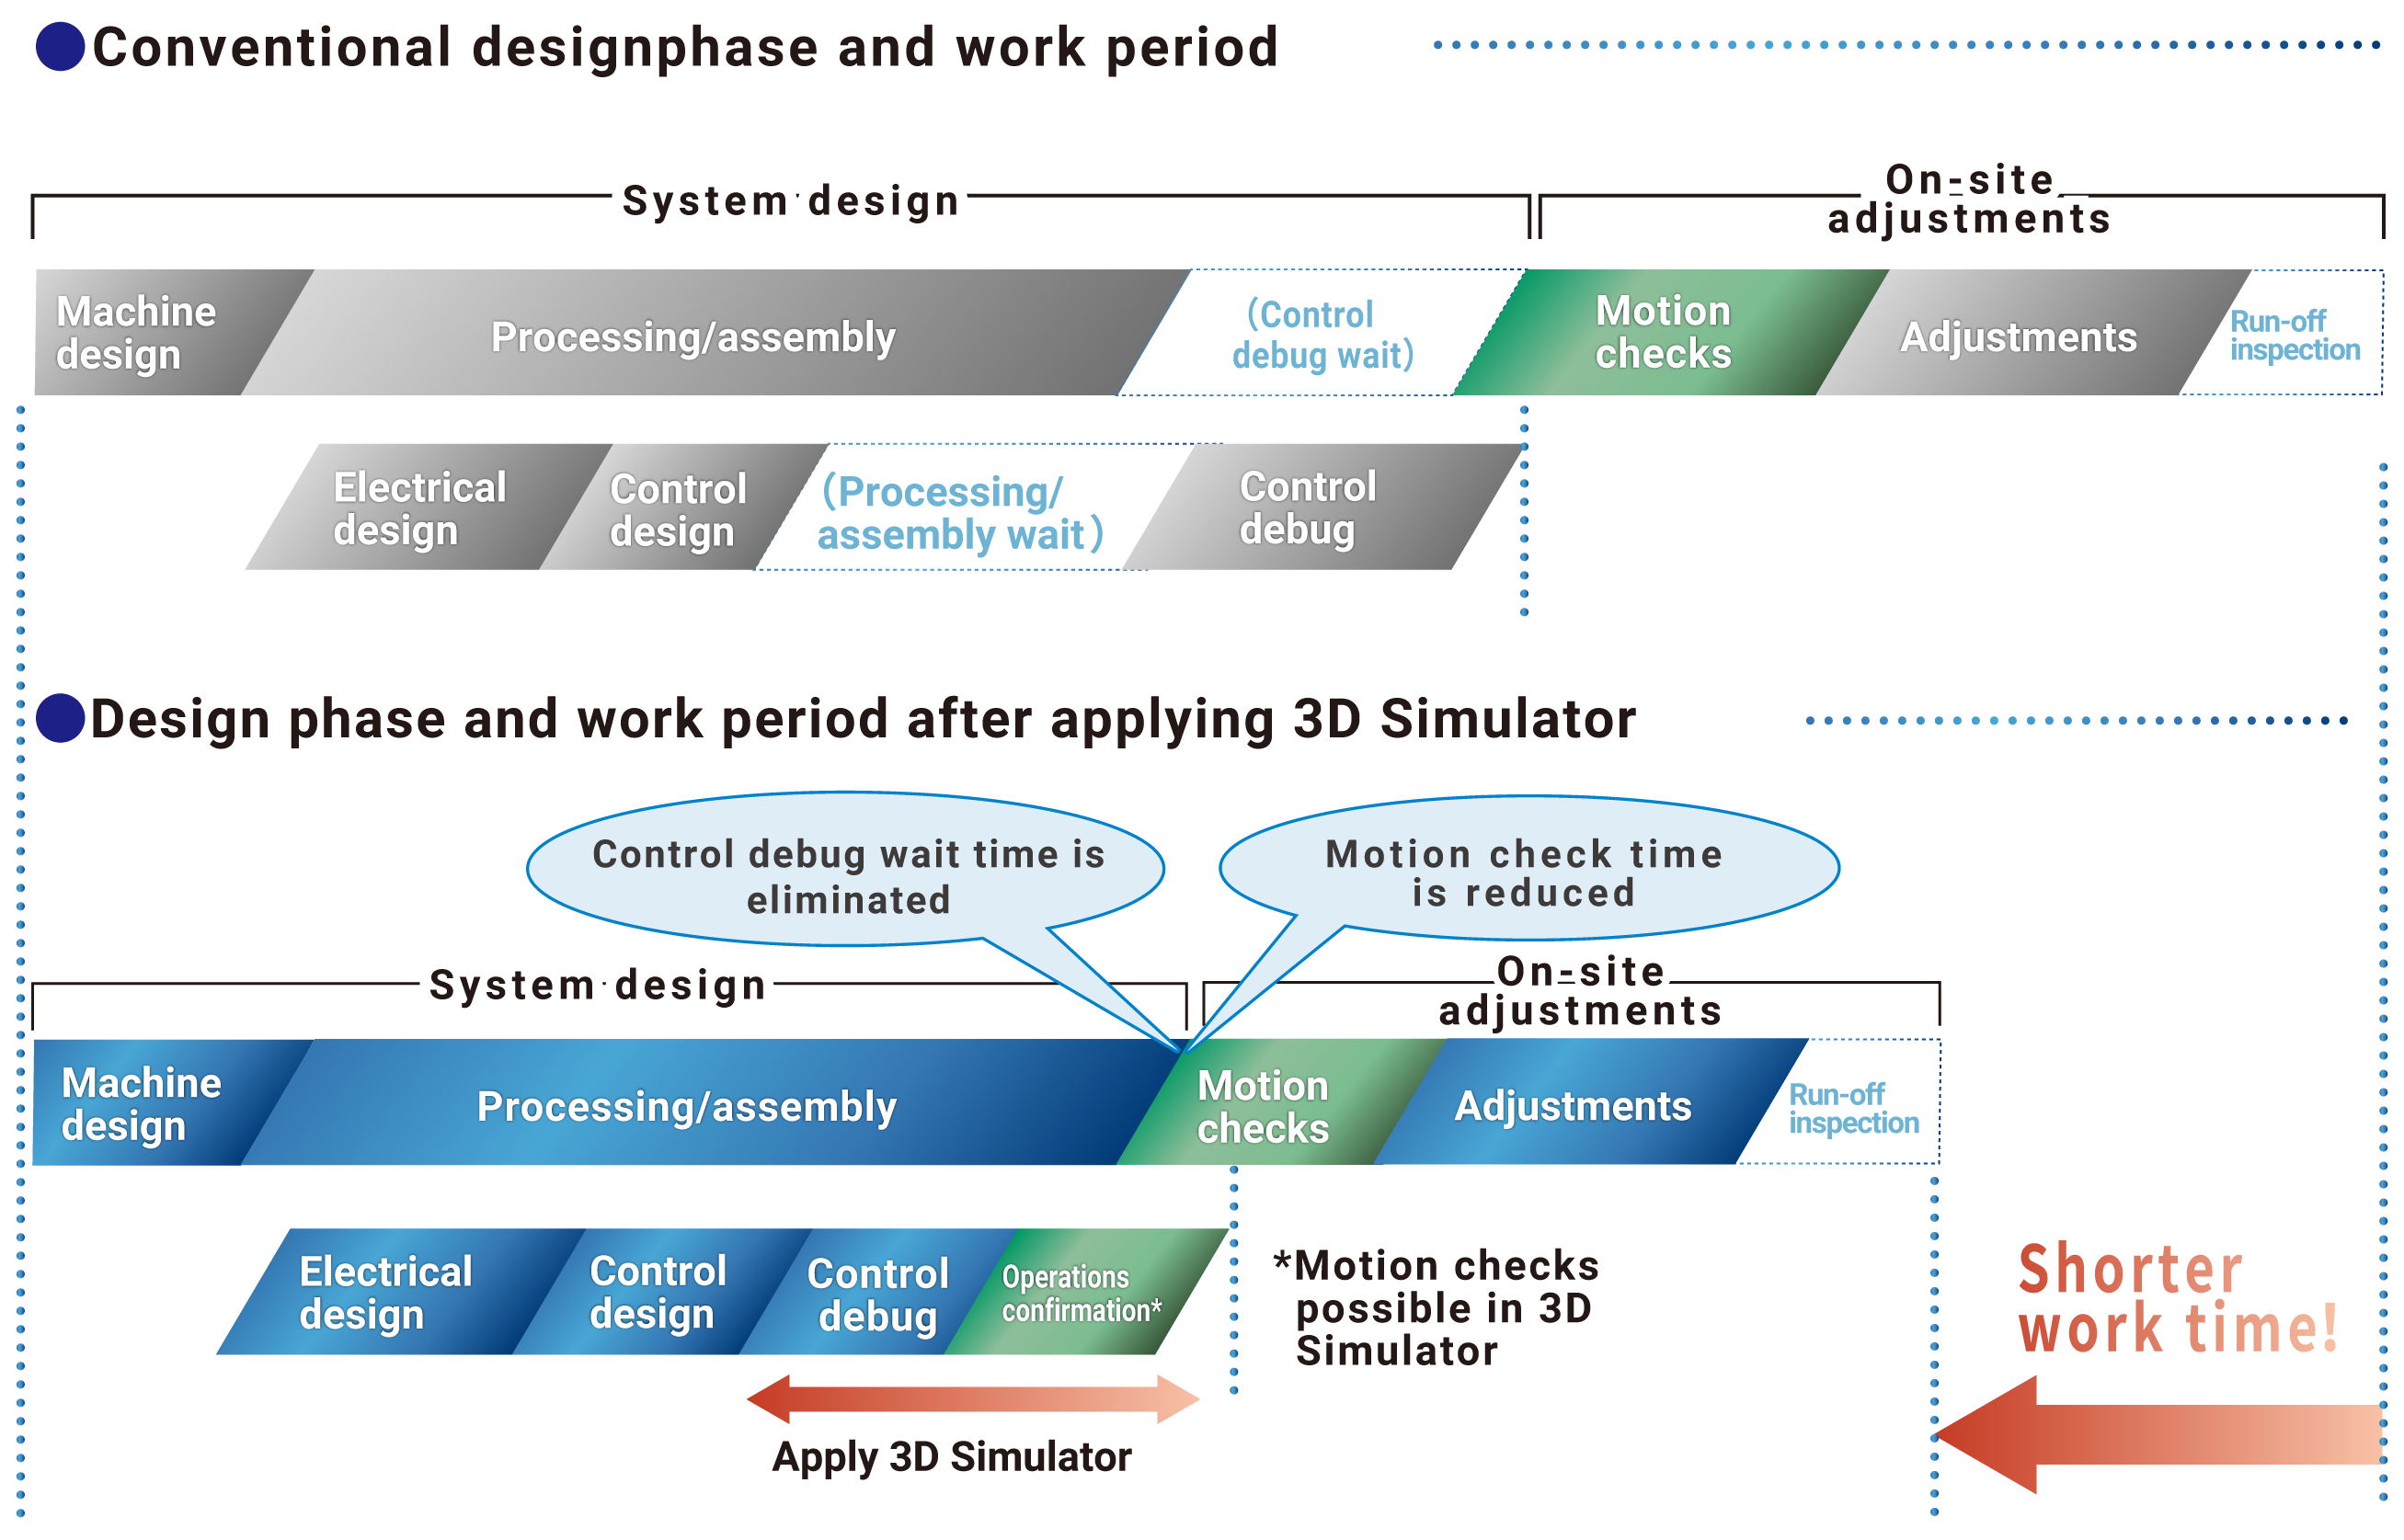 Conventional designphase and work period
System design
On-site
adjustments
Machine
design
Processing/assembly
(Control
debug wait)
Motion
checks
Adjustments
Run-off
inspection
Electrical
design
Control
design
(Processing/
assembly wait)
Control
debug
Design phase and work period after applying 3D Simulator
Control debug wait time is
eliminated
Motion check time
is reduced
System design
On-site
adjustments
Machine
design
Processing/assembly
Motion
checks
Adjustments
Run-off
inspection
Electrical
design
Control
design
Control
debug
Operations
confirmation*
*Motion checks
possible in 3D
Simulator
Shorter
work time!
Apply 3D Simulator